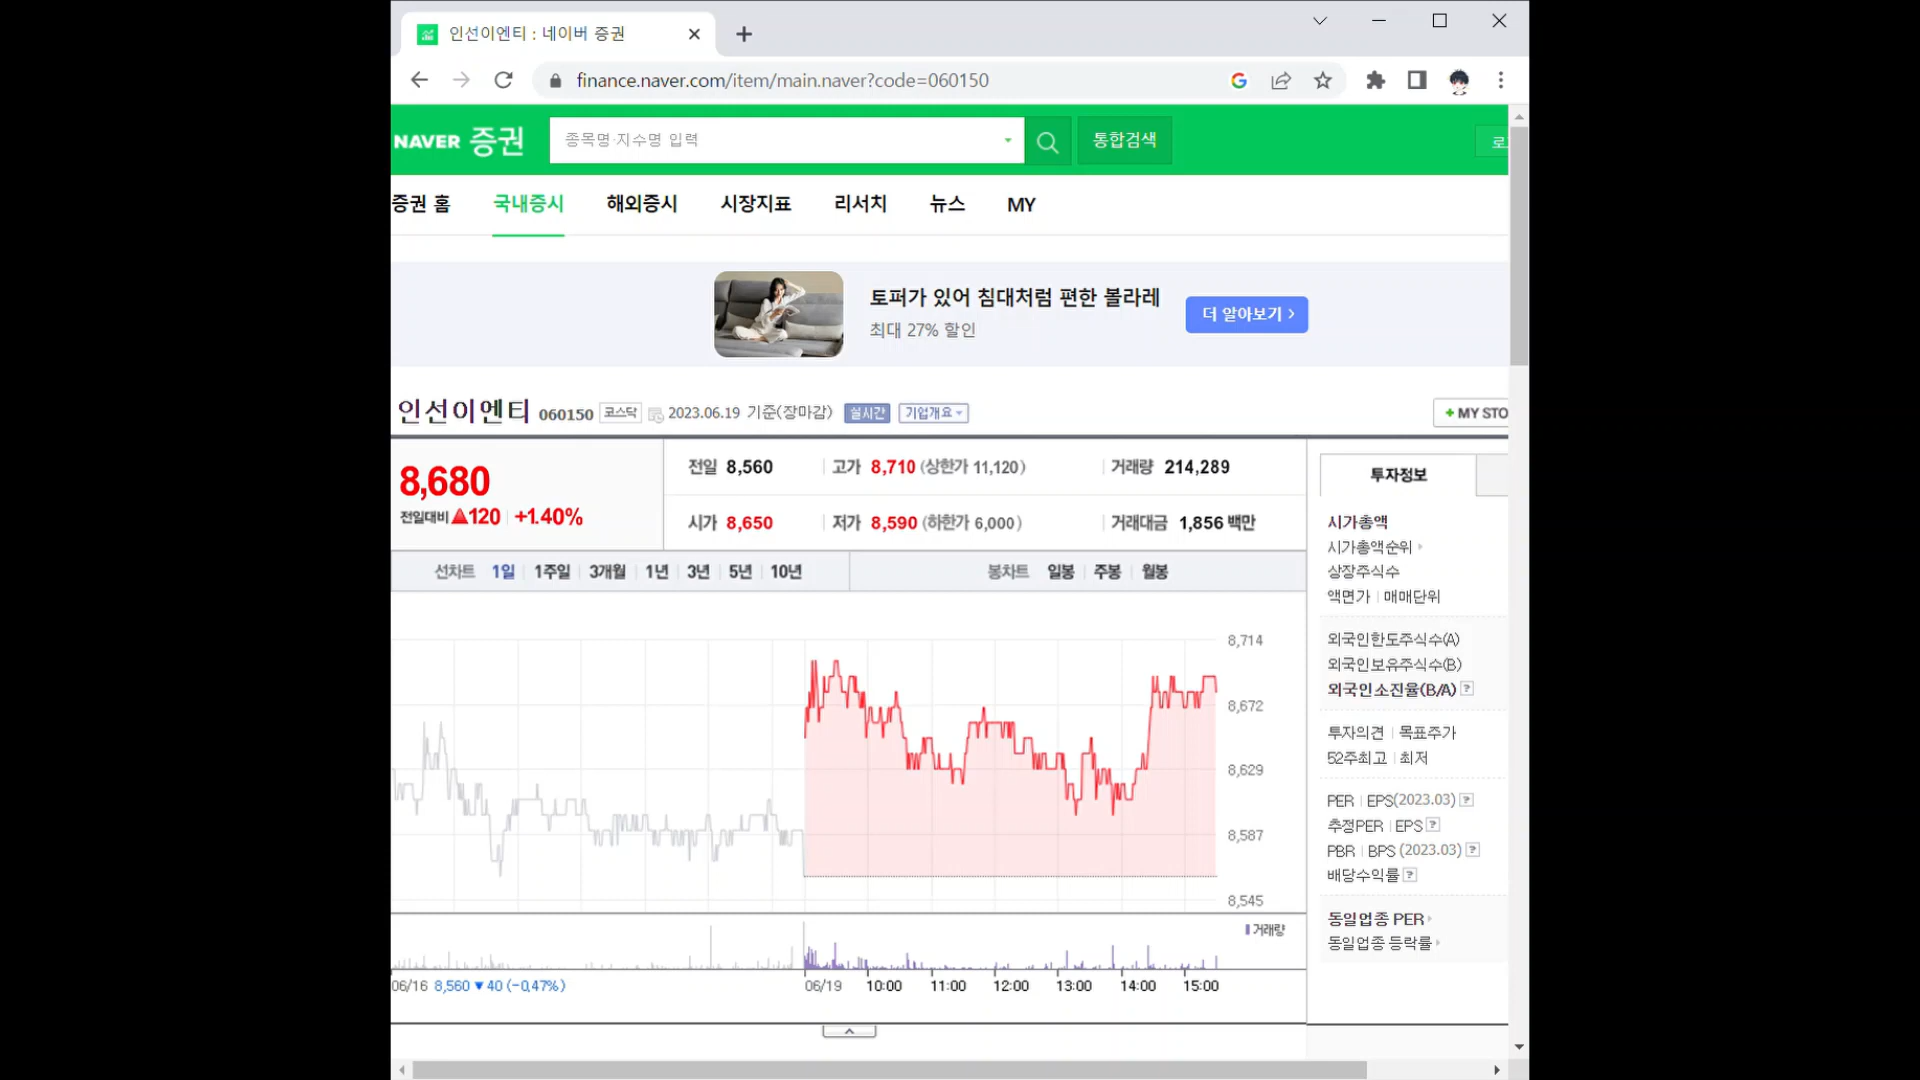 인선이엔티 : 네이버 증권
finance.naver.com/item/main.naver?code=060150
NAVER 증권 종목명·지수명 입력 통합검색
증권 홈 국내증시 해외증시 시장지표 리서치 뉴스 MY
토퍼가 있어 침대처럼 편한 볼라레
최대 27% 할인
더 알아보기 >
인선이엔티 060150 코스닥 2023.06.19 기준(장마감) 실시간 기업개요
+ MY STO
8,680
전일대비 ▲120 +1.40%
전일 8,560 고가 8,710 (상한가 11,120) 거래량 214,289
시가 8,650 저가 8,590 (하한가 6,000) 거래대금 1,856 백만
선차트 1일 1주일 3개월 1년 3년 5년 10년 봉차트 일봉 주봉 월봉
8,714
8,672
8,629
8,587
8,545
거래량
06/16 8,560 ▼ 40 (-0.47%) 06/19 10:00 11:00 12:00 13:00 14:00 15:00
투자정보
시가총액
시가총액순위
상장주식수
액면가 매매단위
외국인한도주식수(A)
외국인보유주식수(B)
외국인소진율(B/A) ?
투자의견 목표주가
52주최고 최저
PER EPS(2023.03) ?
추정PER EPS ?
PBR BPS (2023.03) ?
배당수익률 ?
동일업종 PER
동일업종 등락률